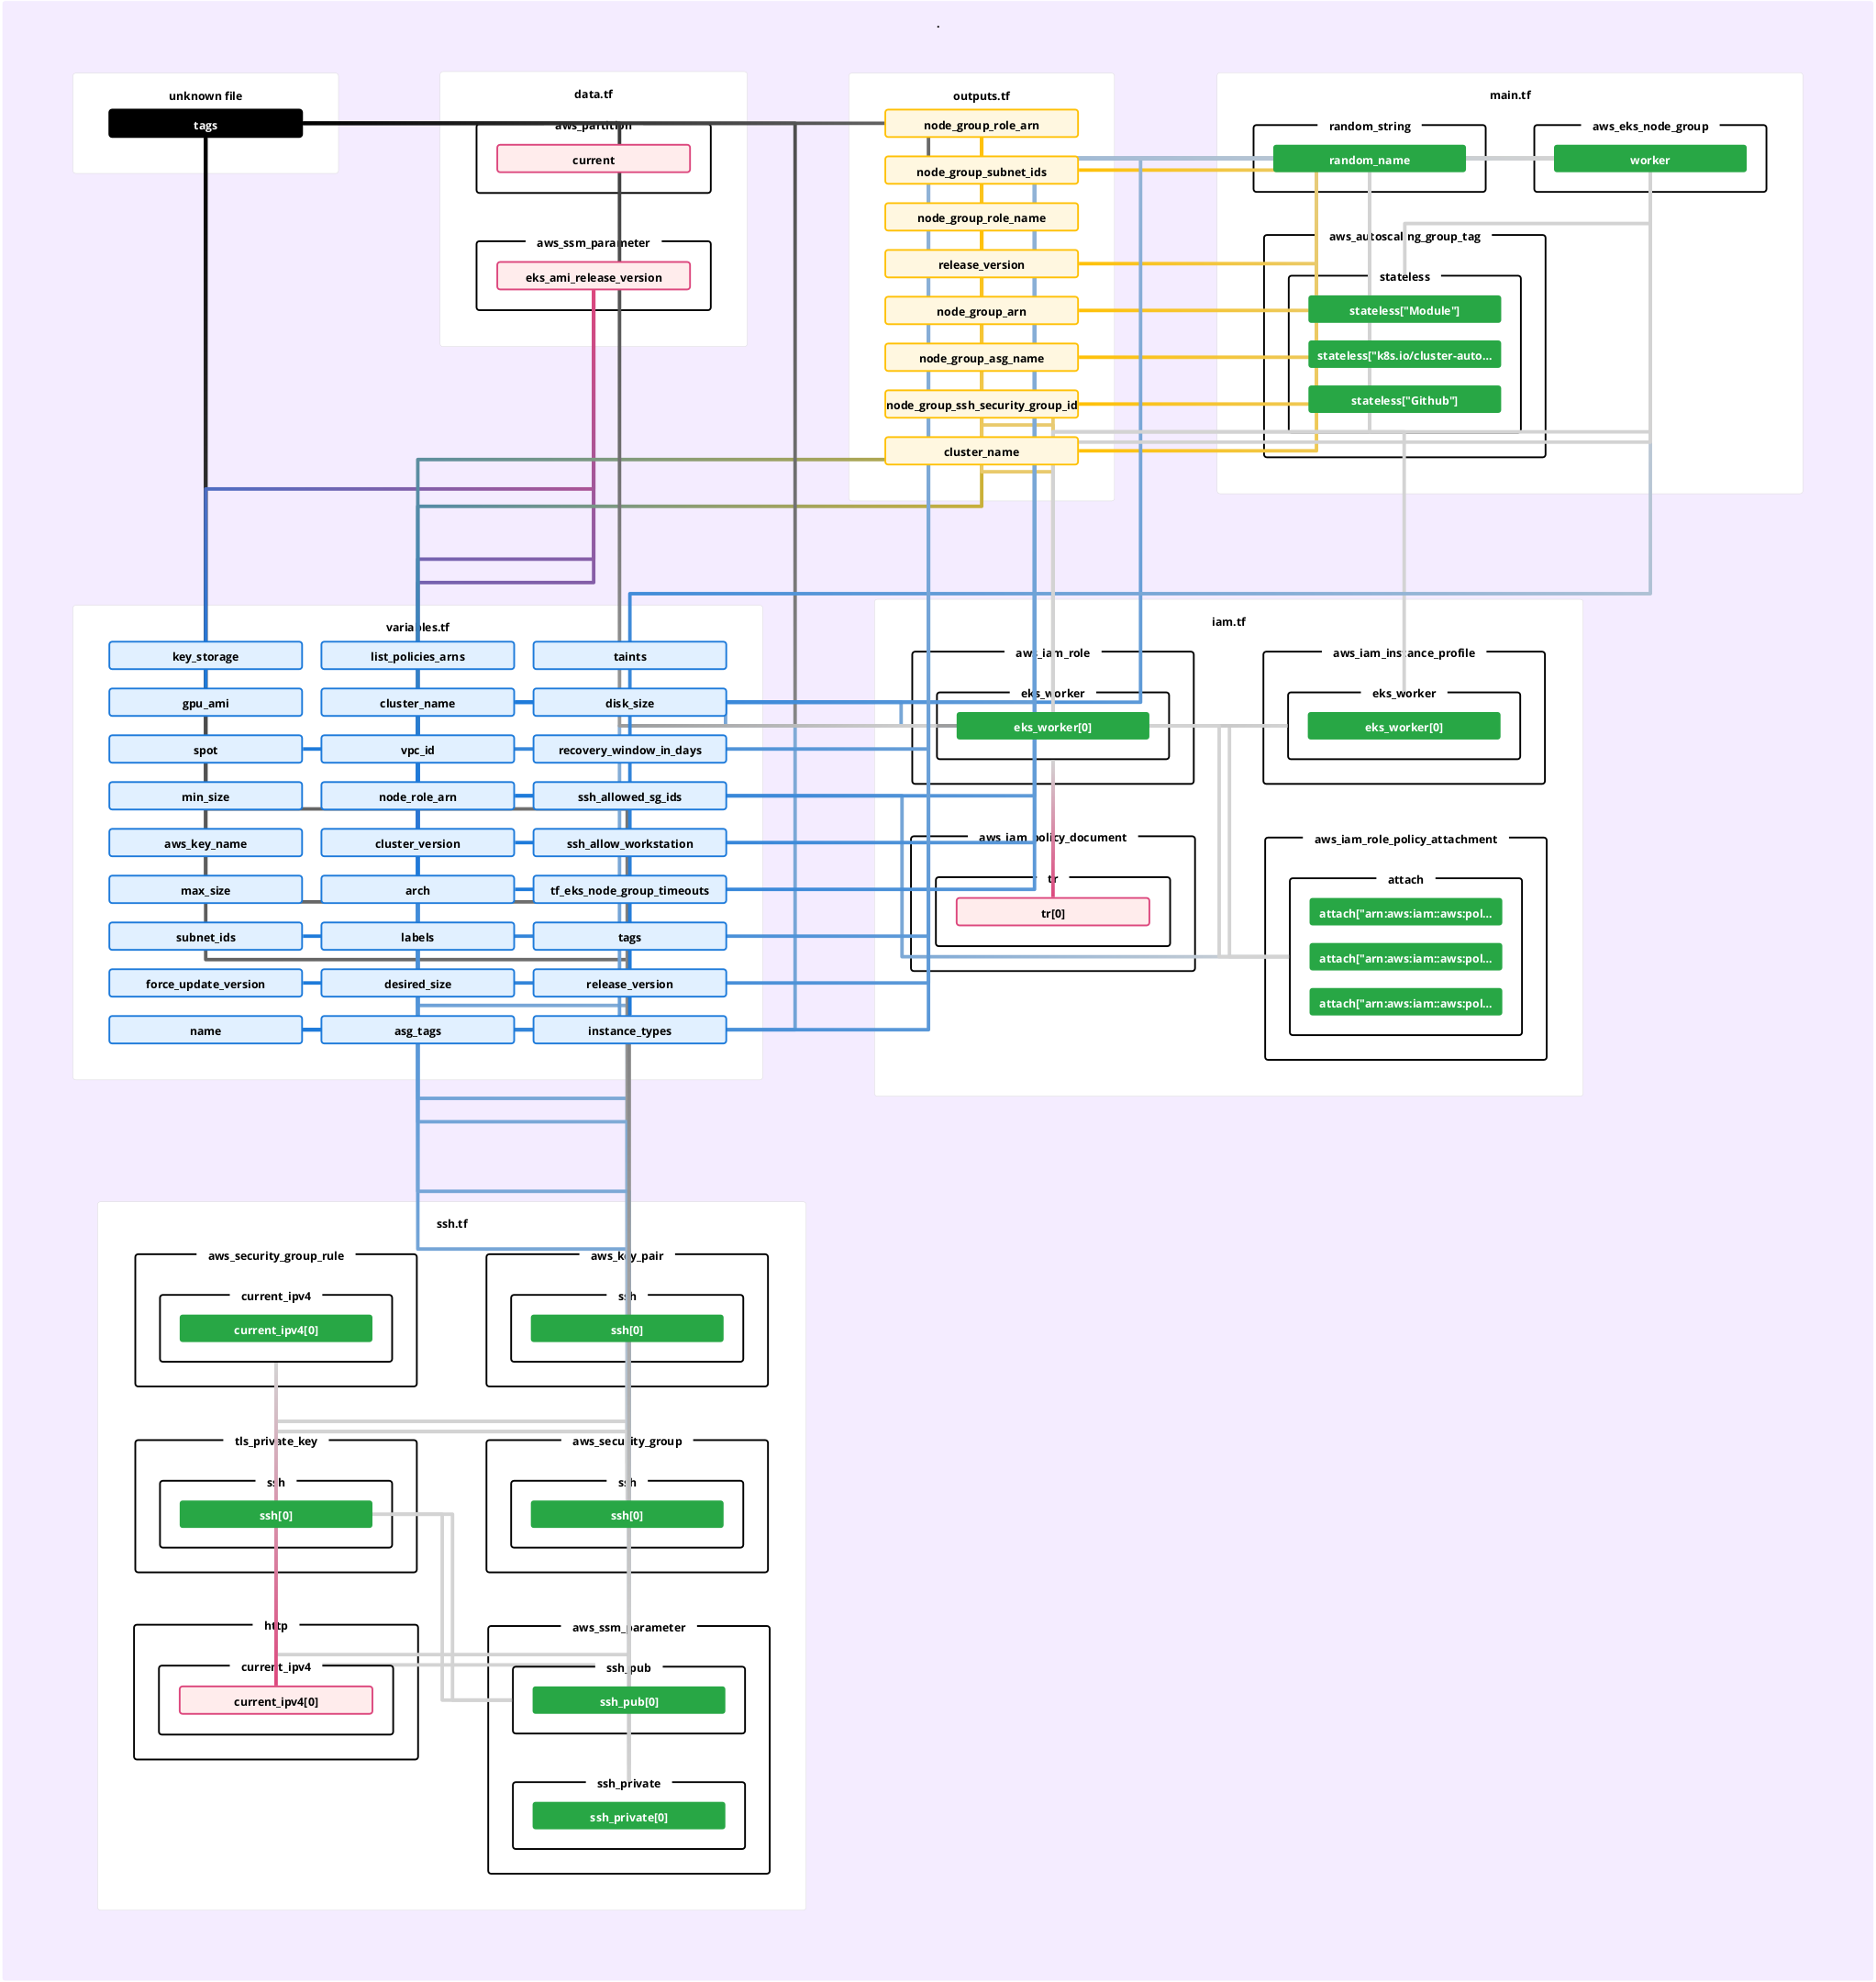 .
unknown file
tags
data.tf
aws_partition
current
aws_ssm_parameter
eks_ami_release_version
outputs.tf
node_group_role_arn
node_group_subnet_ids
node_group_role_name
release_version
node_group_arn
node_group_asg_name
node_group_ssh_security_group_id
cluster_name
main.tf
random_string
random_name
aws_eks_node_group
worker
aws_autoscaling_group_tag
stateless
stateless["Module"]
stateless["k8s.io/cluster-auto...
stateless["Github"]
variables.tf
key_storage
list_policies_arns
taints
gpu_ami
cluster_name
disk_size
spot
vpc_id
recovery_window_in_days
min_size
node_role_arn
ssh_allowed_sg_ids
aws_key_name
cluster_version
ssh_allow_workstation
max_size
arch
tf_eks_node_group_timeouts
subnet_ids
labels
tags
force_update_version
desired_size
release_version
name
asg_tags
instance_types
iam.tf
aws_iam_role
eks_worker
eks_worker[0]
aws_iam_instance_profile
eks_worker
eks_worker[0]
aws_iam_policy_document
tr
tr[0]
aws_iam_role_policy_attachment
attach
attach["arn:aws:iam::aws:pol...
attach["arn:aws:iam::aws:pol...
attach["arn:aws:iam::aws:pol...
ssh.tf
aws_security_group_rule
current_ipv4
current_ipv4[0]
aws_key_pair
ssh
ssh[0]
tls_private_key
ssh
ssh[0]
aws_security_group
ssh
ssh[0]
http
current_ipv4
current_ipv4[0]
aws_ssm_parameter
ssh_pub
ssh_pub[0]
ssh_private
ssh_private[0]